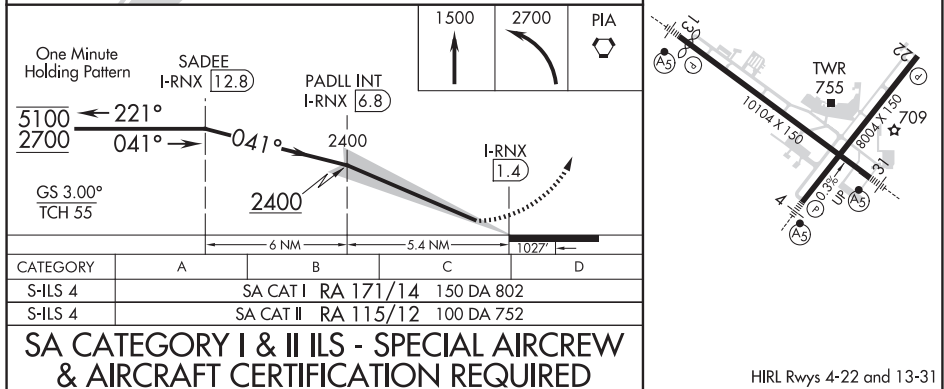 One Minute
Holding Pattern
SADEE
I-RNX 12.8
PADLL INT
I-RNX 6.8
1500
2700
PIA
5100
2700
221°
041°
041°
2400
2400
I-RNX
1.4
GS 3.00°
TCH 55
6 NM
5.4 NM
1027'
CATEGORY A B C D
S-ILS 4 SA CAT I RA 171/14 150 DA 802
S-ILS 4 SA CAT II RA 115/12 100 DA 752
SA CATEGORY I & II ILS - SPECIAL AIRCREW
& AIRCRAFT CERTIFICATION REQUIRED
13
A5
P
22
P
TWR
755
709
10104 X 150
8004 X 150
31
0.3%
UP
4
P
A5
A5
HIRL Rwys 4-22 and 13-31